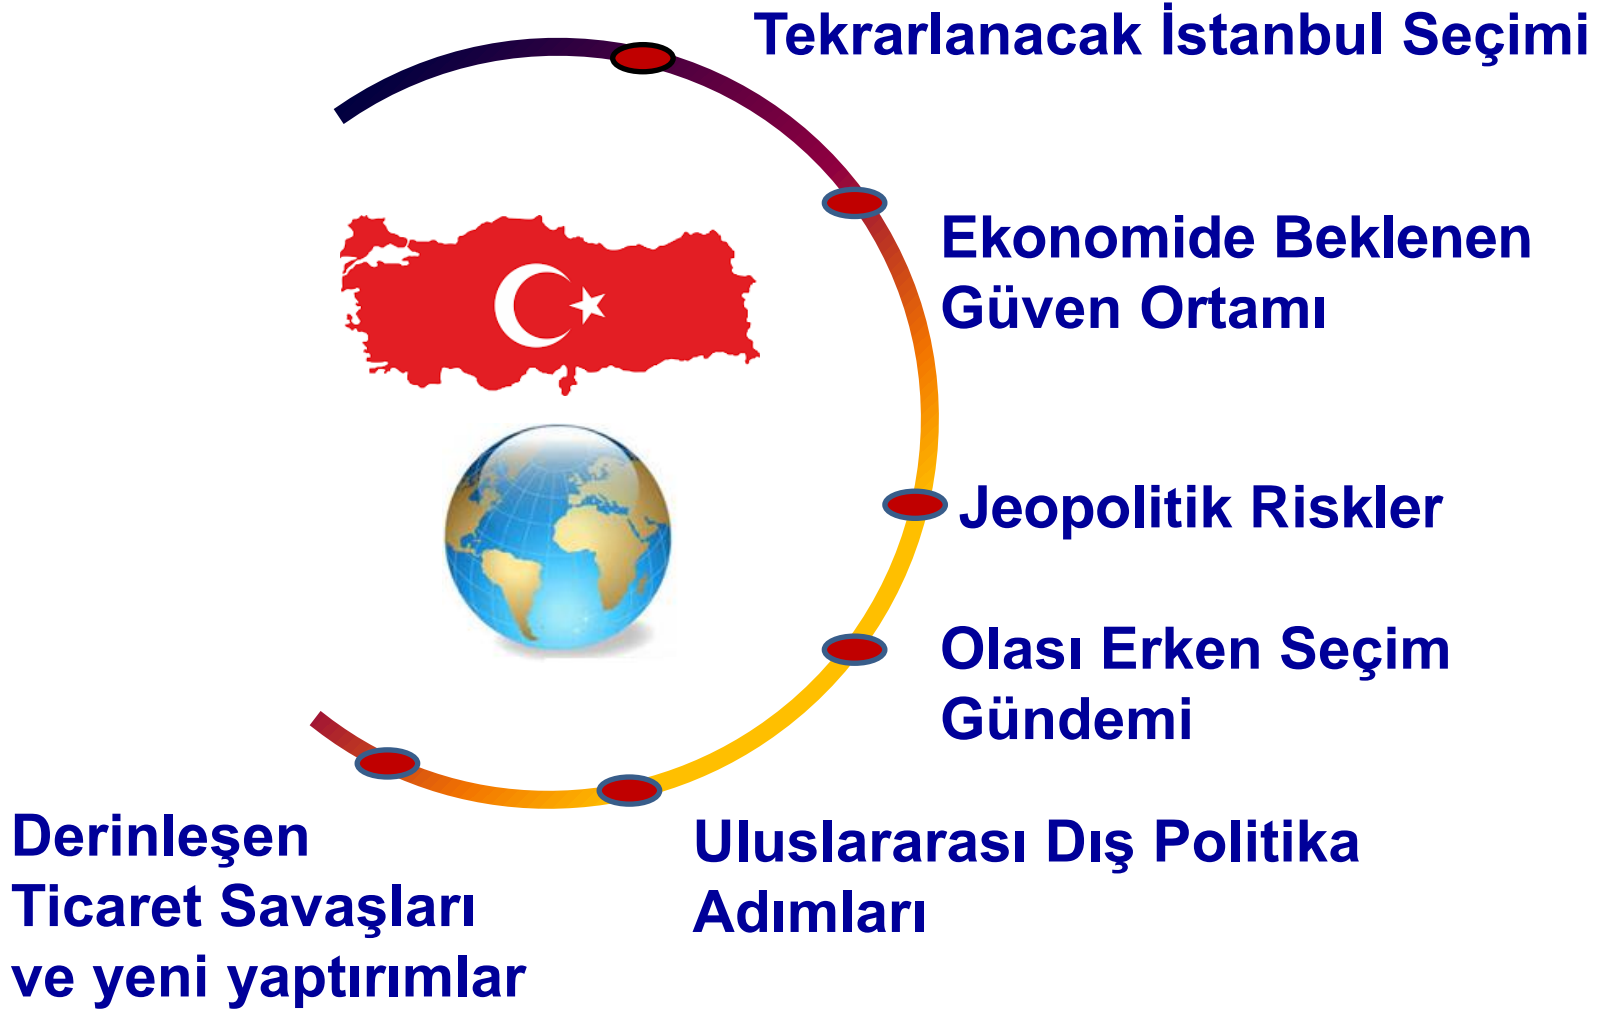 Tekrarlanacak İstanbul Seçimi
Ekonomide Beklenen
Güven Ortamı
Jeopolitik Riskler
Olası Erken Seçim
Gündemi
Uluslararası Dış Politika
Adımları
Derinleşen
Ticaret Savaşları
ve yeni yaptırımlar